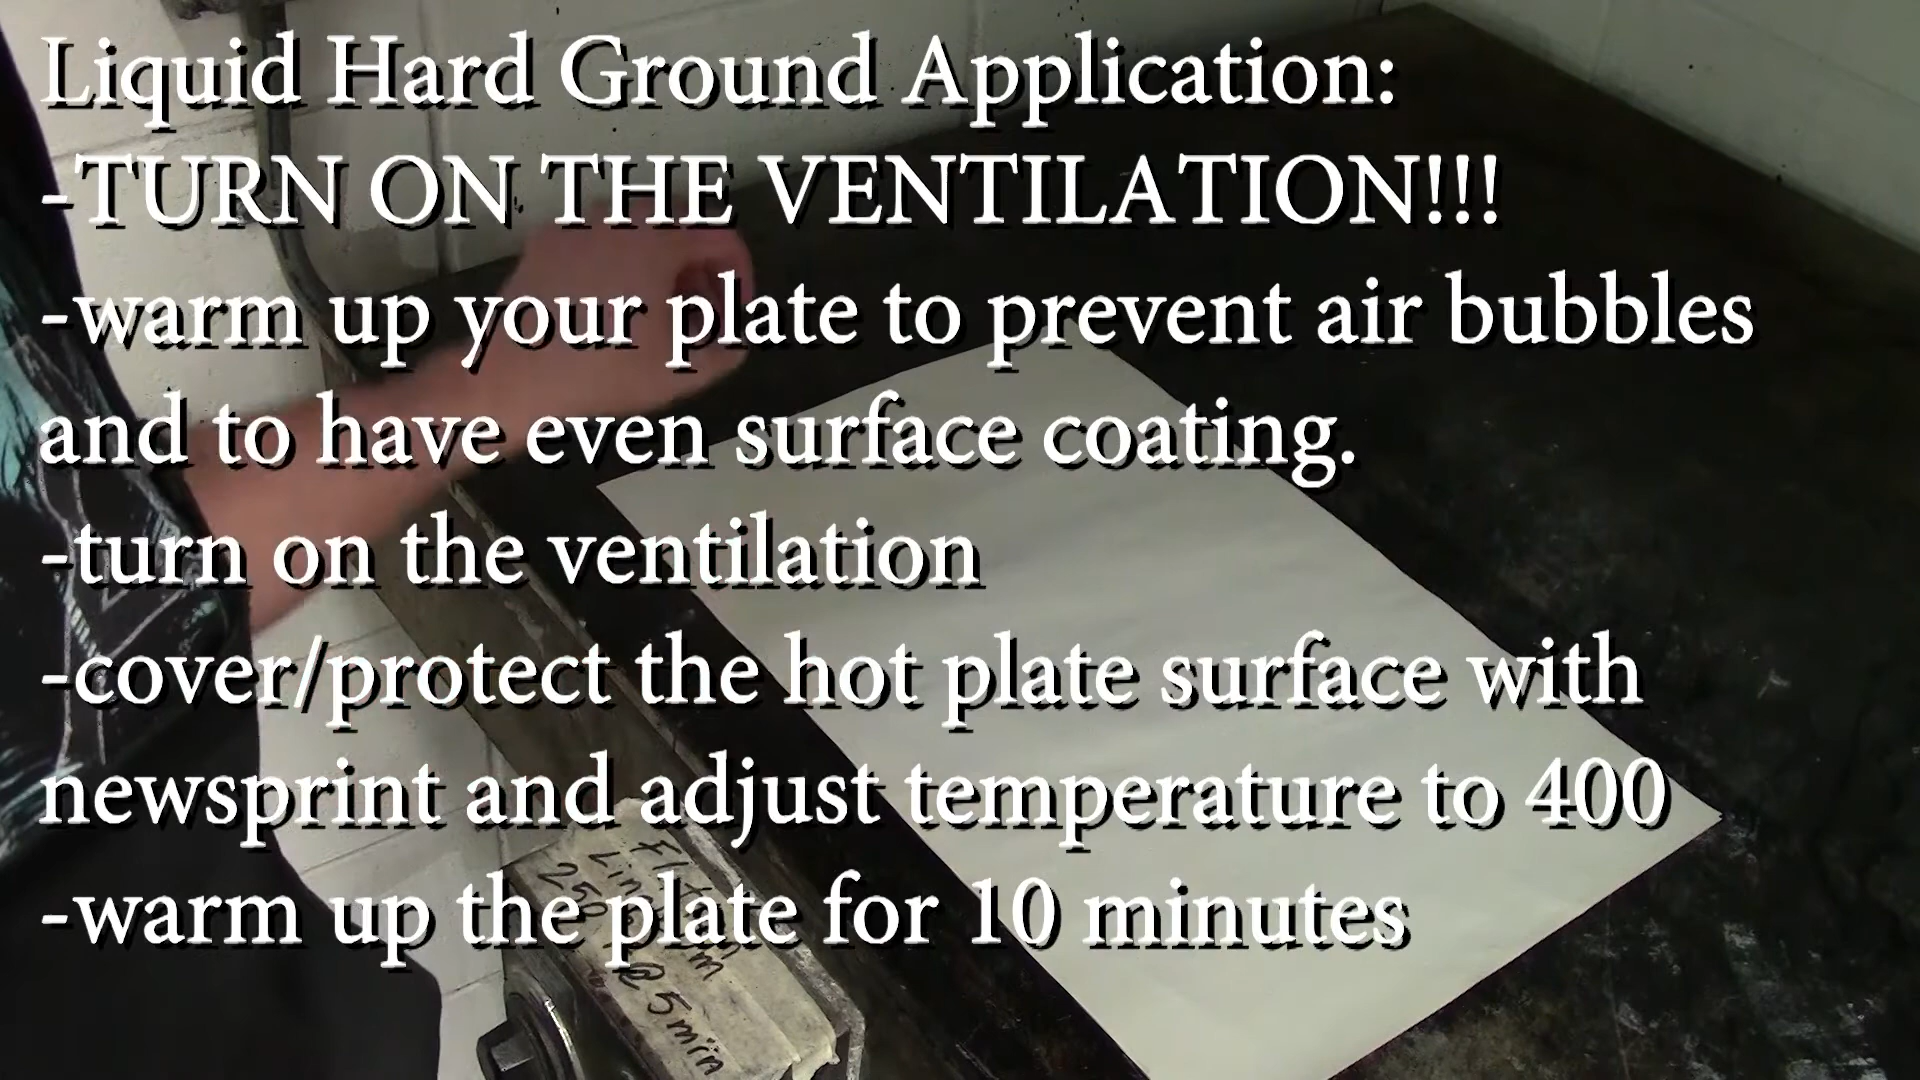 Liquid Hard Ground Application:
-TURN ON THE VENTILATION!!!
-warm up your plate to prevent air bubbles
and to have even surface coating.
-turn on the ventilation
-cover/protect the hot plate surface with
newsprint and adjust temperature to 400
-warm up the plate for 10 minutes
@5min